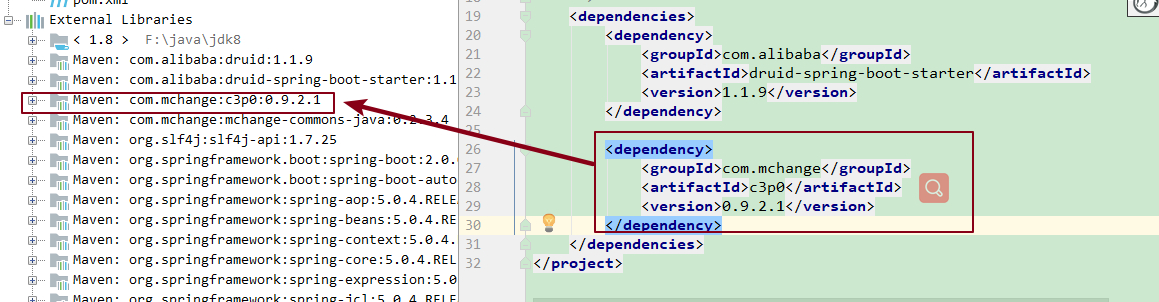 pom.xml
External Libraries
< 1.8 > F:\java\jdk8
Maven: com.alibaba:druid:1.1.9
Maven: com.alibaba:druid-spring-boot-starter:1.1
Maven: com.mchange:c3p0:0.9.2.1
Maven: com.mchange:mchange-commons-java:0.2.3.4
Maven: org.slf4j:slf4j-api:1.7.25
Maven: org.springframework.boot:spring-boot:2.0.
Maven: org.springframework.boot:spring-boot-auto
Maven: org.springframework:spring-aop:5.0.4.RELEA
Maven: org.springframework:spring-beans:5.0.4.REL
Maven: org.springframework:spring-context:5.0.4.R
Maven: org.springframework:spring-core:5.0.4.REL
Maven: org.springframework:spring-expression:5.0
Maven: org.springframework:spring-jcl:5.0.4.RELEA
19 <dependencies>
20 <dependency>
21 <groupId>com.alibaba</groupId>
22 <artifactId>druid-spring-boot-starter</artifactId>
23 <version>1.1.9</version>
24 </dependency>
25
26 <dependency>
27 <groupId>com.mchange</groupId>
28 <artifactId>c3p0</artifactId>
29 <version>0.9.2.1</version>
30 </dependency>
31 </dependencies>
32 </project>